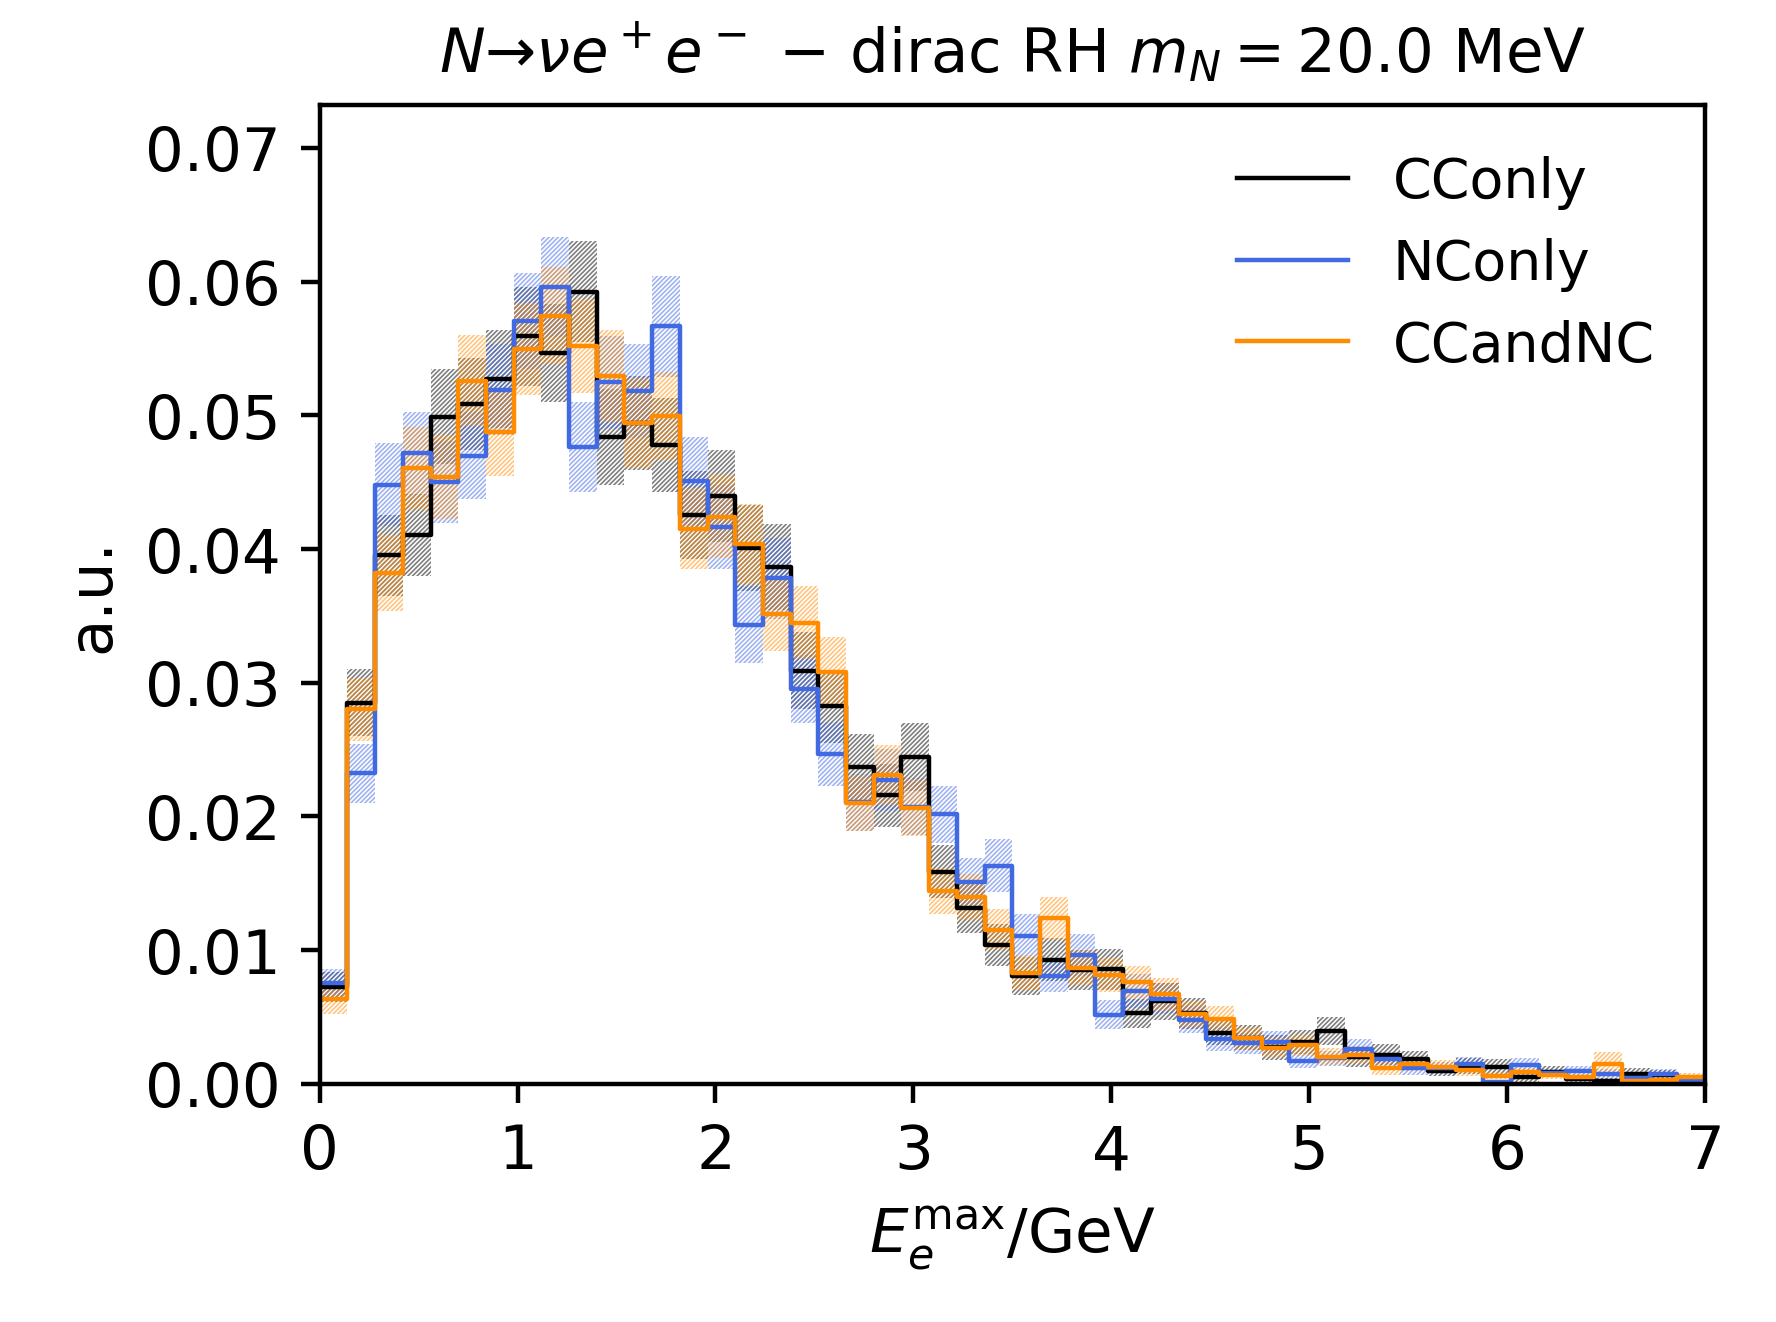 N→νe⁺e⁻ − dirac RH m_N = 20.0 MeV
0.07
0.06
0.05
0.04
0.03
0.02
0.01
0.00
a.u.
CConly
NConly
CCandNC
0 1 2 3 4 5 6 7
E_e^max/GeV